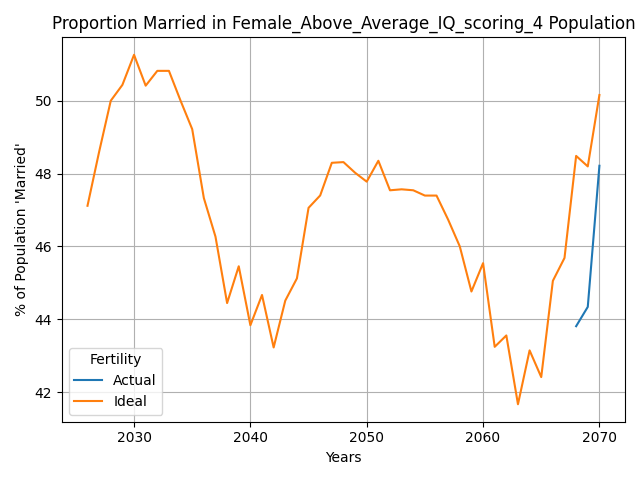 Proportion Married in Female_Above_Average_IQ_scoring_4 Population
% of Population 'Married'
50
48
46
44
42
Fertility
Actual
Ideal
2030 2040 2050 2060 2070
Years